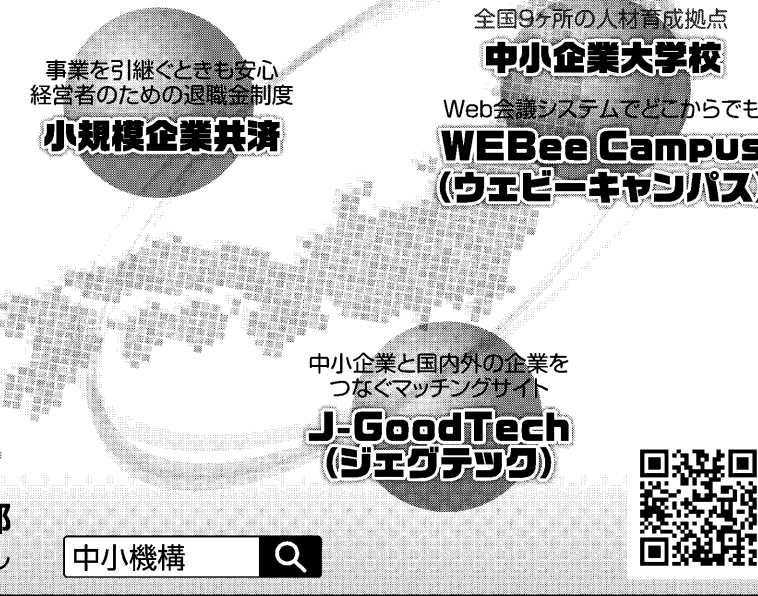 全国9ヶ所の人材育成拠点
中小企業大学校
事業を引継ぐときも安心
経営者のための退職金制度
小規模企業共済
Web会議システムでどこからでも
WEBee Campus
(ウエビーキャンパス)
中小企業と国内外の企業を
つなぐマッチングサイト
J-GoodTech
(ジェグテック)
部
し
中小機構